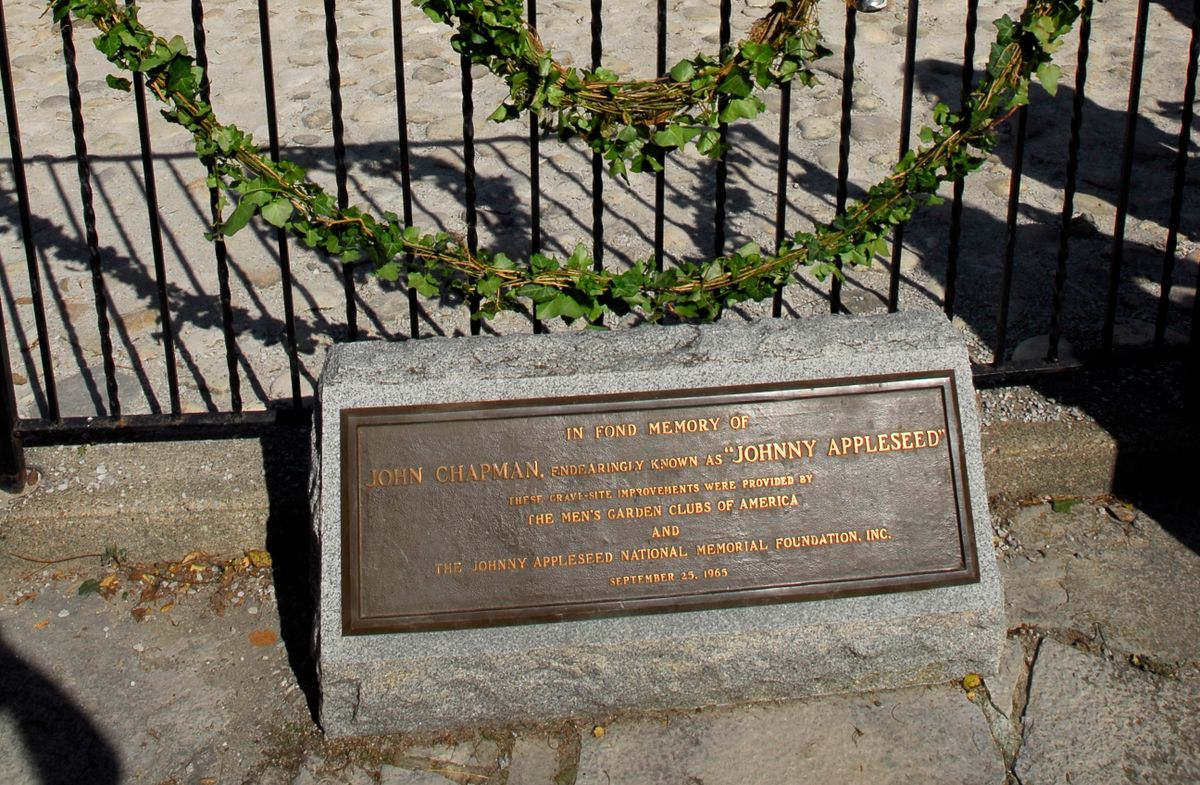 IN FOND MEMORY OF
JOHN CHAPMAN, ENDEARINGLY KNOWN AS "JOHNNY APPLESEED"
THESE GRAVE-SITE IMPROVEMENTS WERE PROVIDED BY
THE MEN'S GARDEN CLUBS OF AMERICA
AND
THE JOHNNY APPLESEED NATIONAL MEMORIAL FOUNDATION, INC.
SEPTEMBER 25, 1965